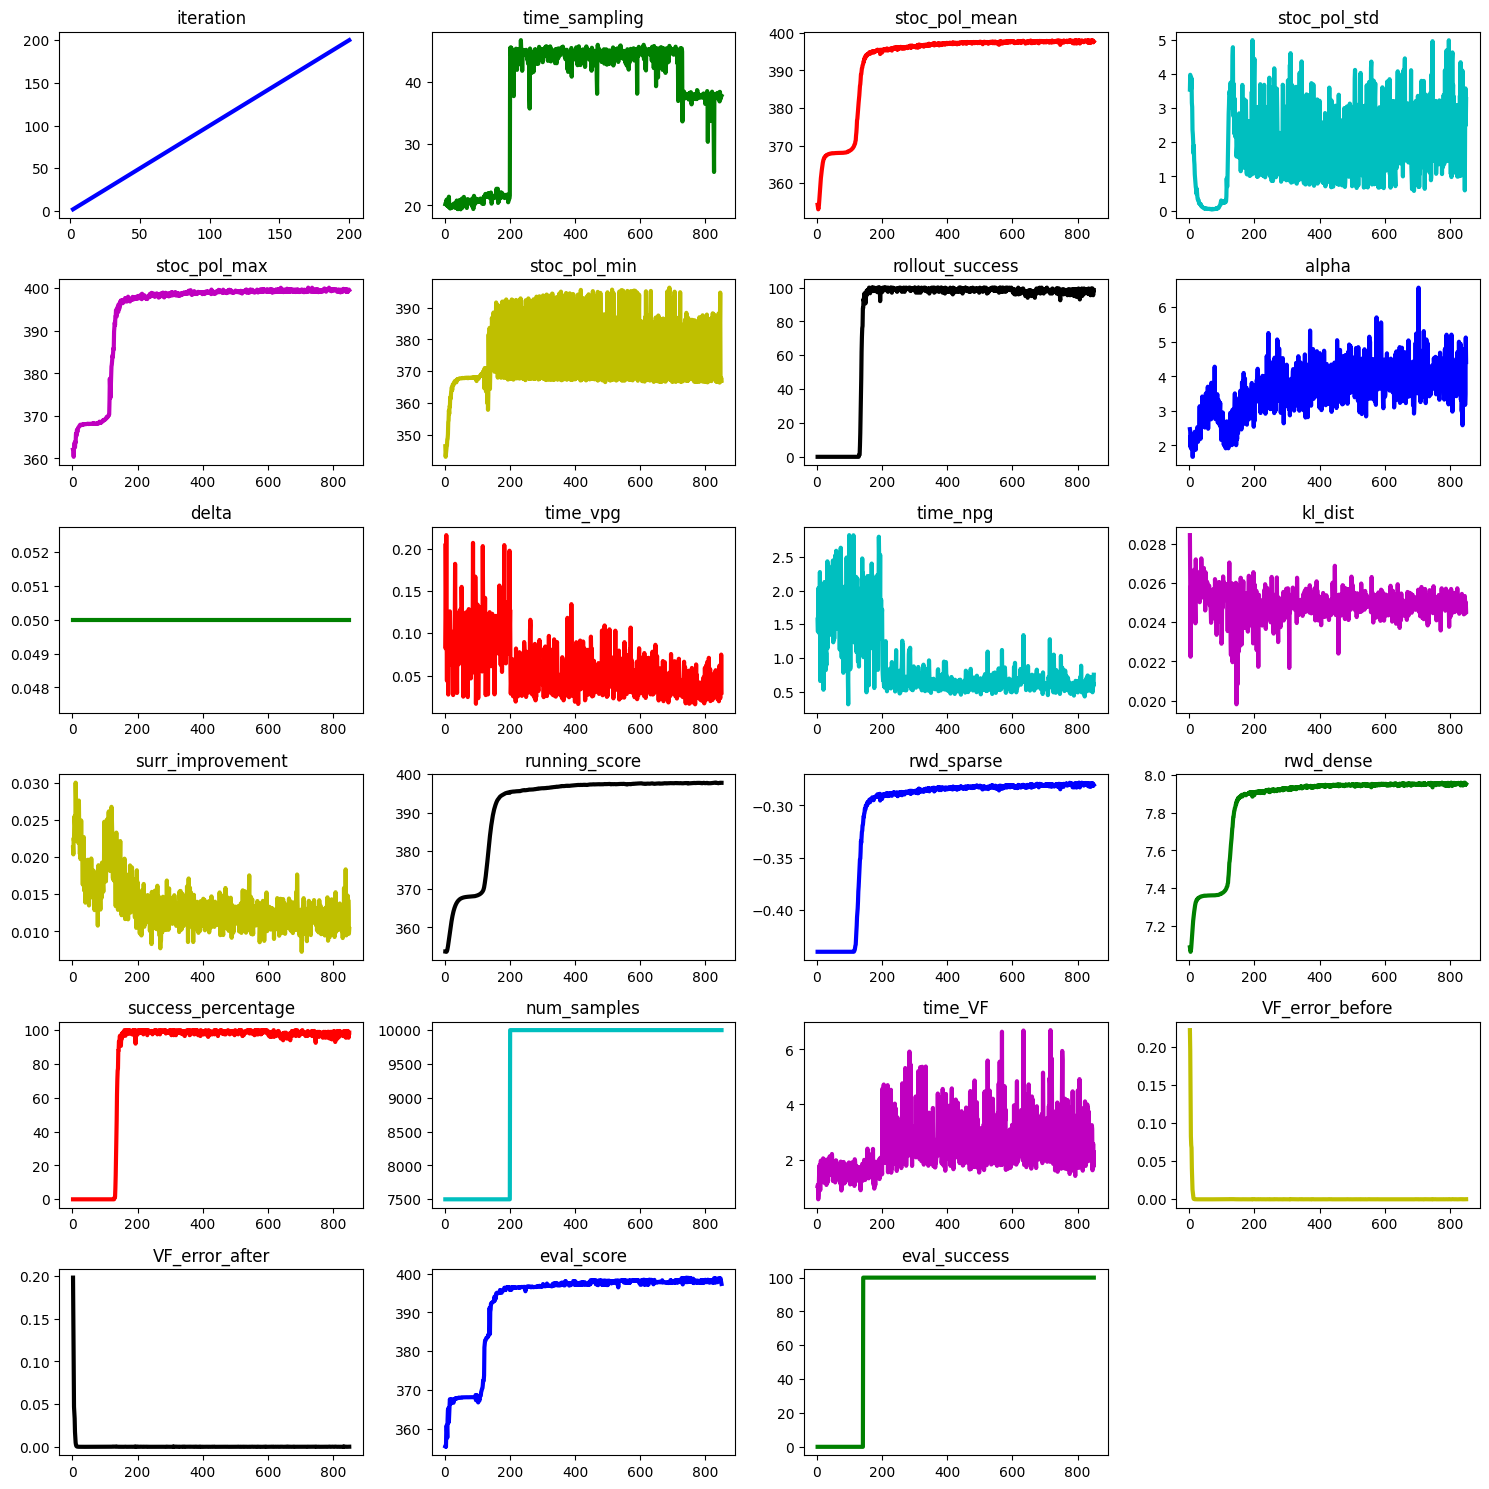 iteration
time_sampling
stoc_pol_mean
stoc_pol_std
200
150
100
50
0
0 50 100 150 200
40
30
20
0 200 400 600 800
400
390
380
370
360
0 200 400 600 800
5
4
3
2
1
0
0 200 400 600 800
stoc_pol_max
stoc_pol_min
rollout_success
alpha
400
390
380
370
360
0 200 400 600 800
390
380
370
360
350
0 200 400 600 800
100
80
60
40
20
0
0 200 400 600 800
6
5
4
3
2
0 200 400 600 800
delta
time_vpg
time_npg
kl_dist
0.052
0.051
0.050
0.049
0.048
0 200 400 600 800
0.20
0.15
0.10
0.05
0 200 400 600 800
2.5
2.0
1.5
1.0
0.5
0 200 400 600 800
0.028
0.026
0.024
0.022
0.020
0 200 400 600 800
surr_improvement
running_score
rwd_sparse
rwd_dense
0.030
0.025
0.020
0.015
0.010
0 200 400 600 800
400
390
380
370
360
0 200 400 600 800
−0.30
−0.35
−0.40
0 200 400 600 800
8.0
7.8
7.6
7.4
7.2
0 200 400 600 800
success_percentage
num_samples
time_VF
VF_error_before
100
80
60
40
20
0
0 200 400 600 800
10000
9500
9000
8500
8000
7500
0 200 400 600 800
6
4
2
0 200 400 600 800
0.20
0.15
0.10
0.05
0.00
0 200 400 600 800
VF_error_after
eval_score
eval_success
0.20
0.15
0.10
0.05
0.00
0 200 400 600 800
400
390
380
370
360
0 200 400 600 800
100
80
60
40
20
0
0 200 400 600 800